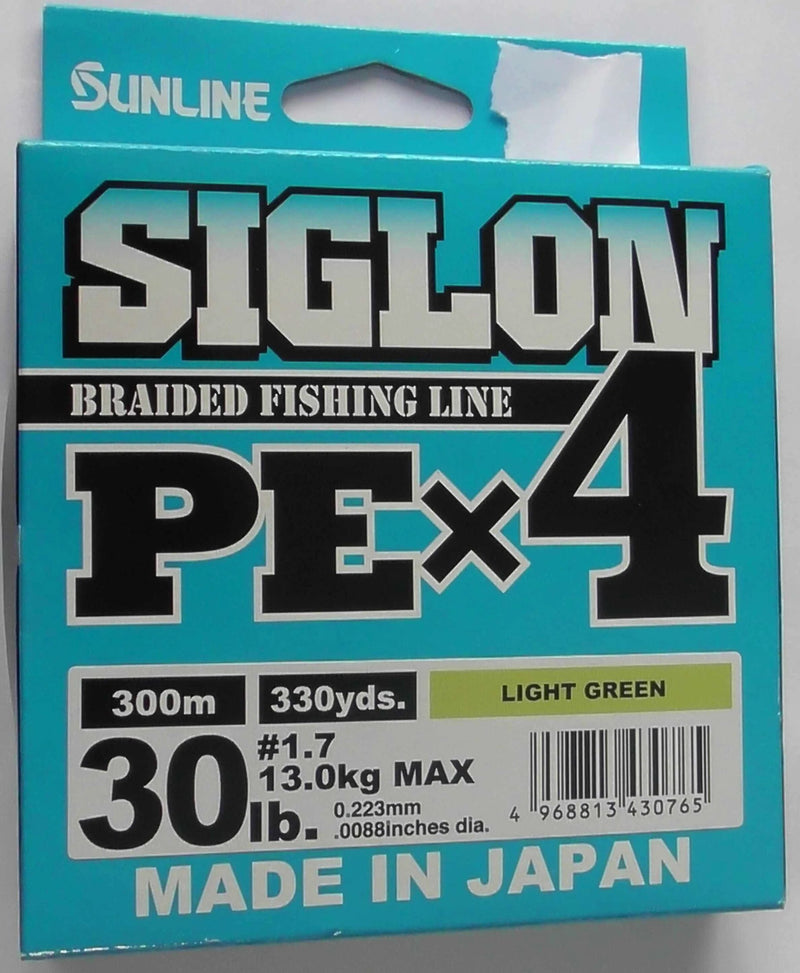 SUNLINE
SIGLON
BRAIDED FISHING LINE
PE×4
300m 330yds. LIGHT GREEN
30lb. #1.7
13.0kg MAX
0.223mm
.0088inches dia.
4 968813 430765
MADE IN JAPAN